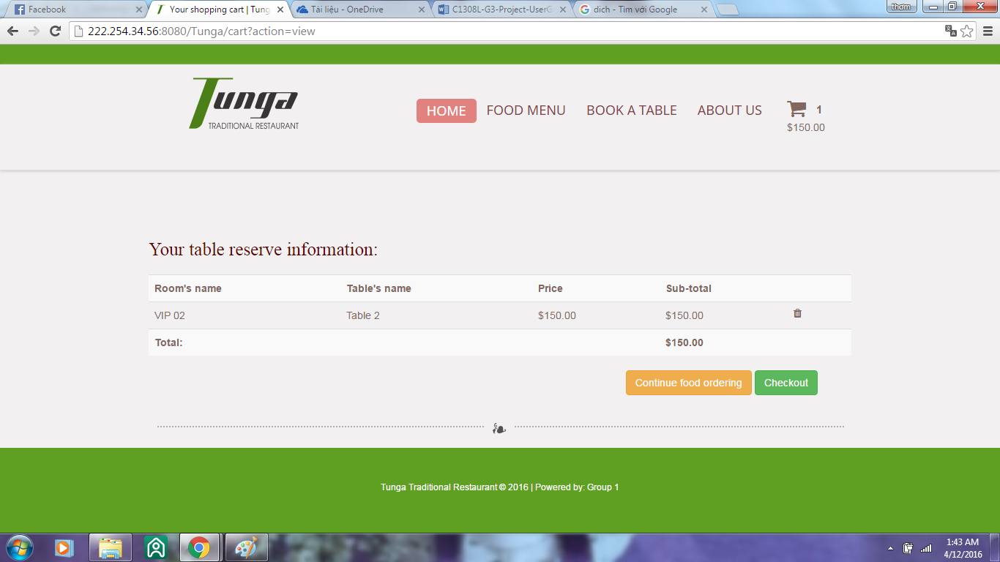 Facebook
Your shopping cart | Tung
Tài liệu - OneDrive
C1308L-G3-Project-UserG
dich - Tìm với Google
thom
222.254.34.56:8080/Tunga/cart?action=view
Tunga
TRADITIONAL RESTAURANT
HOME
FOOD MENU
BOOK A TABLE
ABOUT US
1
$150.00
Your table reserve information:
Room's name Table's name Price Sub-total
VIP 02 Table 2 $150.00 $150.00
Total: $150.00
Continue food ordering
Checkout
Tunga Traditional Restaurant © 2016 | Powered by: Group 1
1:43 AM
4/12/2016